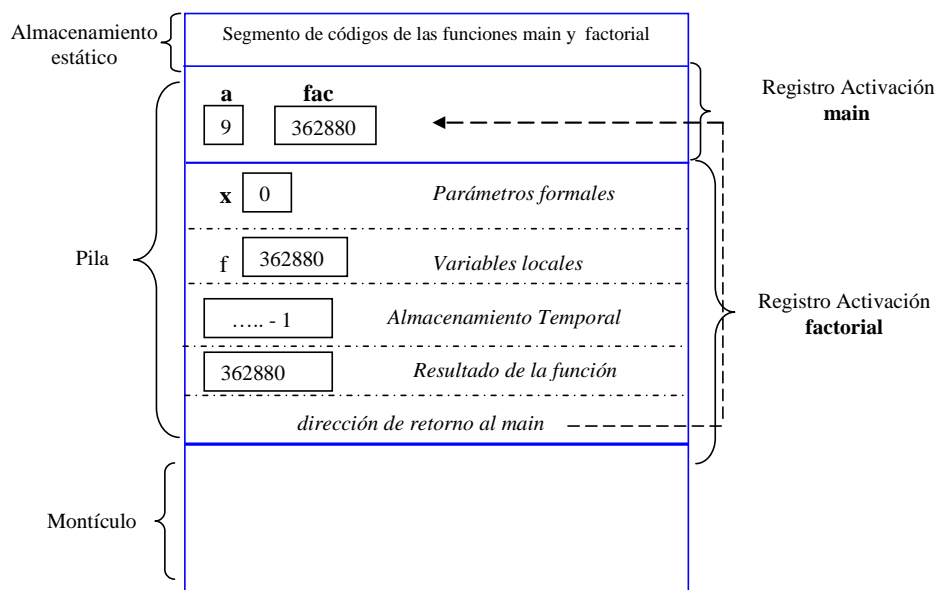 Almacenamiento
estático
Segmento de códigos de las funciones main y factorial
Registro Activación
main
a fac
9 362880
Pila
x 0 Parámetros formales
f 362880 Variables locales
Registro Activación
factorial
….. - 1 Almacenamiento Temporal
362880 Resultado de la función
dirección de retorno al main
Montículo